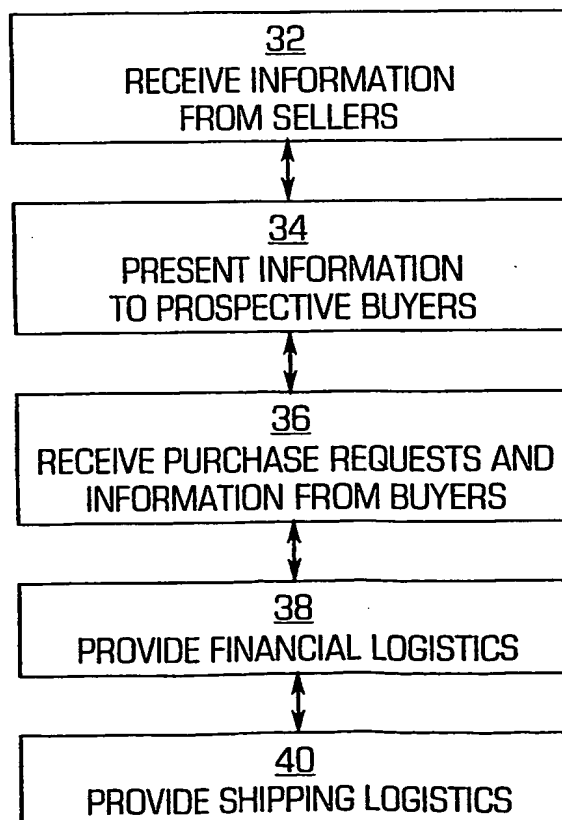 32
RECEIVE INFORMATION
FROM SELLERS
34
PRESENT INFORMATION
TO PROSPECTIVE BUYERS
36
RECEIVE PURCHASE REQUESTS AND
INFORMATION FROM BUYERS
38
PROVIDE FINANCIAL LOGISTICS
40
PROVIDE SHIPPING LOGISTICS